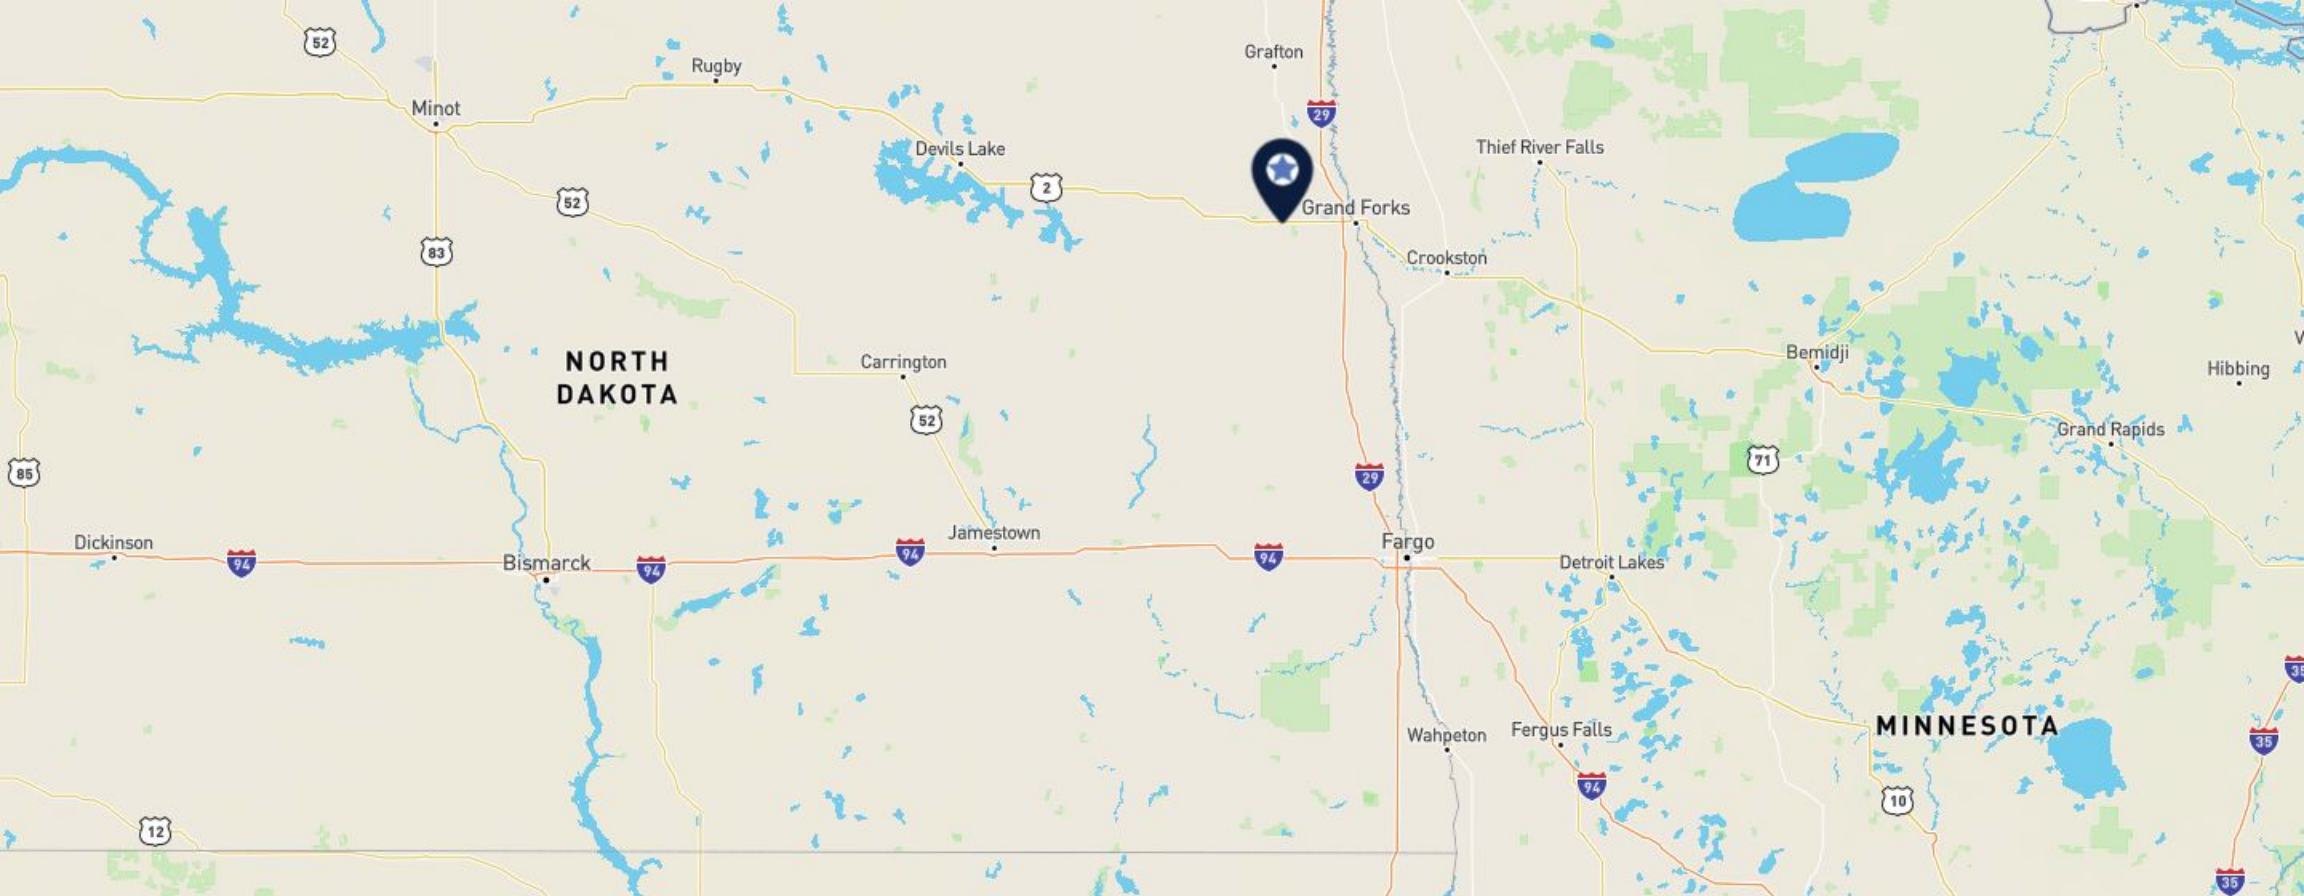 52
Grafton
Rugby
Minot
29
Devils Lake
Thief River Falls
2
52
Grand Forks
83
Crookston
NORTH
DAKOTA
Carrington
Bemidji
Hibbing
52
Grand Rapids
85
71
29
Jamestown
Dickinson
Fargo
94
94
94
94
Bismarck
Detroit Lakes
35
MINNESOTA
Wahpeton
Fergus Falls
35
94
10
12
35